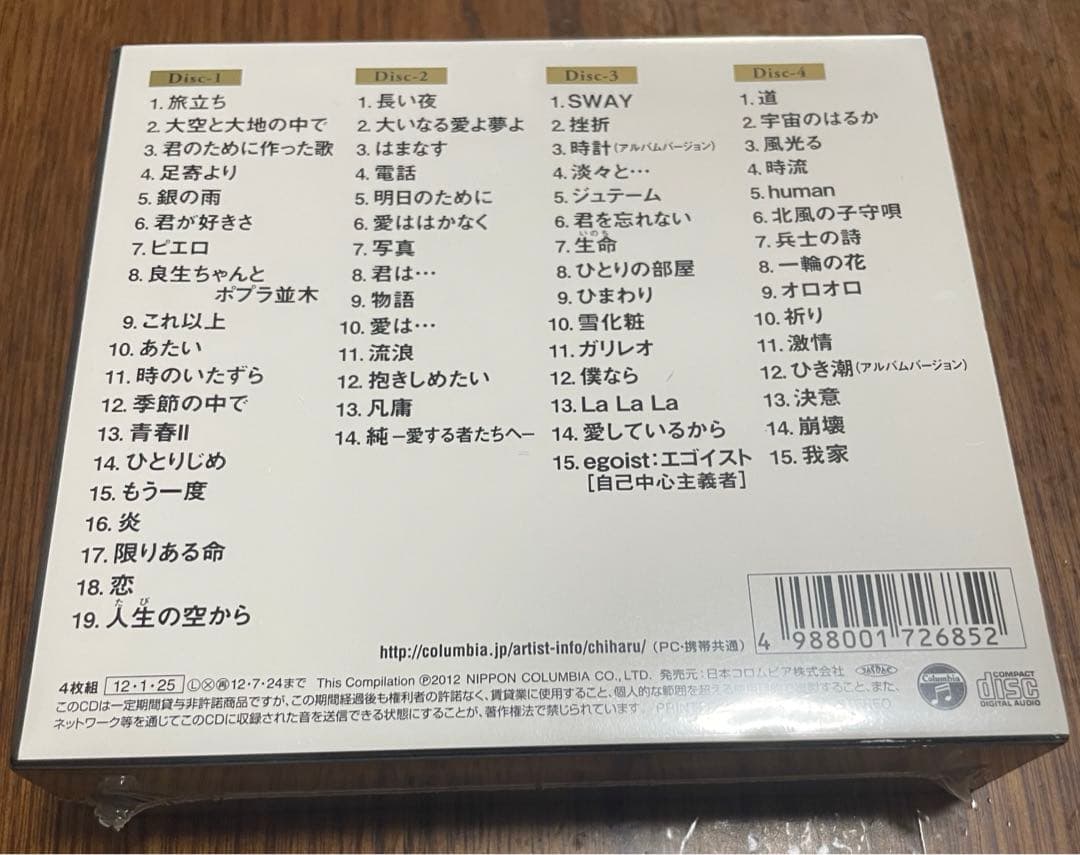 Disc-1
1. 旅立ち
2. 大空と大地の中で
3. 君のために作った歌
4. 足寄より
5. 銀の雨
6. 君が好きさ
7. ピエロ
8. 良生ちゃんと
ポプラ並木
9. これ以上
10. あたい
11. 時のいたずら
12. 季節の中で
13. 青春II
14. ひとりじめ
15. もう一度
16. 炎
17. 限りある命
18. 恋
たび
19. 人生の空から
Disc-2
1. 長い夜
2. 大いなる愛よ夢よ
3. はまなす
4. 電話
5. 明日のために
6. 愛ははかなく
7. 写真
8. 君は…
9. 物語
10. 愛は…
11. 流浪
12. 抱きしめたい
13. 凡庸
14. 純 ─愛する者たちへ─
Disc-3
1. SWAY
2. 挫折
3. 時計(アルバムバージョン)
4. 淡々と…
5. ジュテーム
6. 君を忘れない
いのち
7. 生命
8. ひとりの部屋
9. ひまわり
10. 雪化粧
11. ガリレオ
12. 僕なら
13. La La La
14. 愛しているから
15. egoist:エゴイスト
[自己中心主義者]
Disc-4
1. 道
2. 宇宙のはるか
3. 風光る
4. 時流
5. human
6. 北風の子守唄
7. 兵士の詩
8. 一輪の花
9. オロオロ
10. 祈り
11. 激情
12. ひき潮(アルバムバージョン)
13. 決意
14. 崩壊
15. 我家
http://columbia.jp/artist-info/chiharu/ (PC・携帯共通)
4 988001 726852
4枚組 12・1・25 Ⓛ Ⓧ 12・7・24まで This Compilation Ⓟ2012 NIPPON COLUMBIA CO., LTD. 発売元:日本コロムビア株式会社 JASRAC
このCDは一定期間貸与非許諾商品ですが、この期間経過後も権利者の許諾なく、賃貸業に使用すること、個人的な範囲を超える
すること、また、
ネットワーク等を通じてこのCDに収録された音を送信できる状態にすることが、著作権法で禁じられています。
Columbia
COMPACT
disc
DIGITAL AUDIO